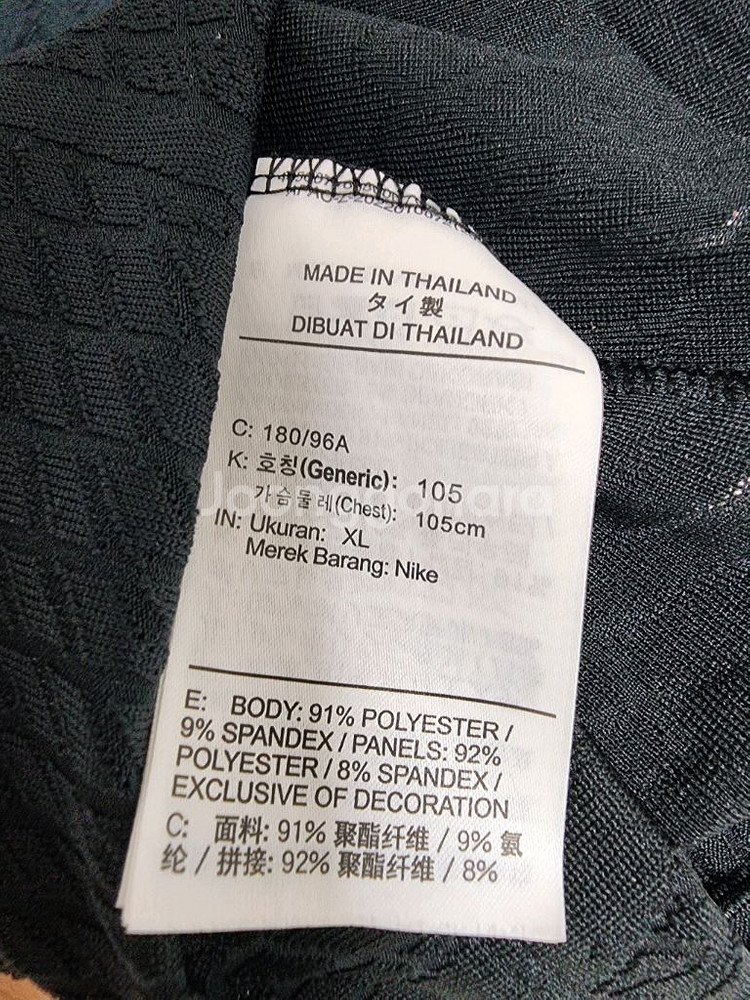 MADE IN THAILAND
タイ製
DIBUAT DI THAILAND
C: 180/96A
K: 호칭(Generic): 105
가슴둘레(Chest): 105cm
IN: Ukuran: XL
Merek Barang: Nike
E: BODY: 91% POLYESTER /
9% SPANDEX / PANELS: 92%
POLYESTER / 8% SPANDEX /
EXCLUSIVE OF DECORATION
C: 面料: 91% 聚酯纤维 / 9% 氨
纶 / 拼接: 92% 聚酯纤维 / 8%